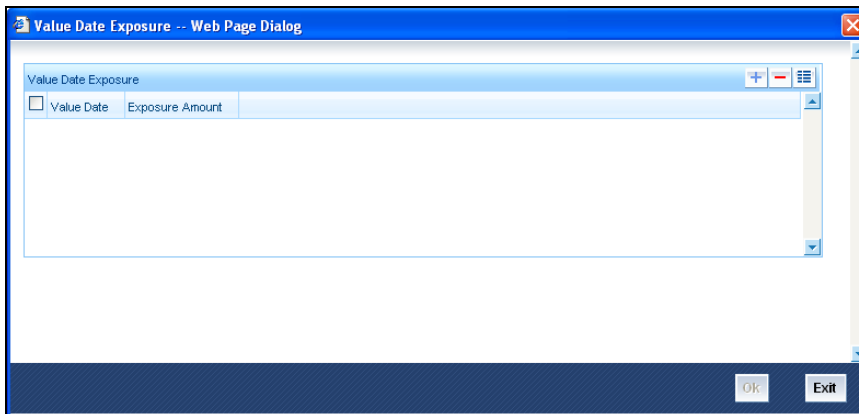 Value Date Exposure -- Web Page Dialog
Value Date Exposure
Value Date Exposure Amount
Ok Exit